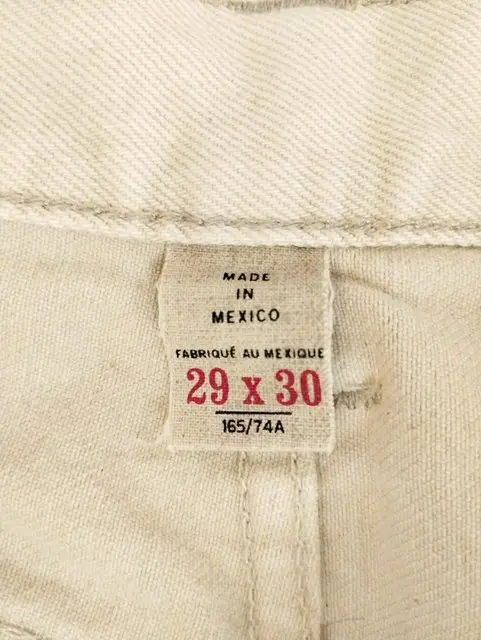 MADE
IN
MEXICO
FABRIQUÉ AU MEXIQUE
29 x 30
165/74A